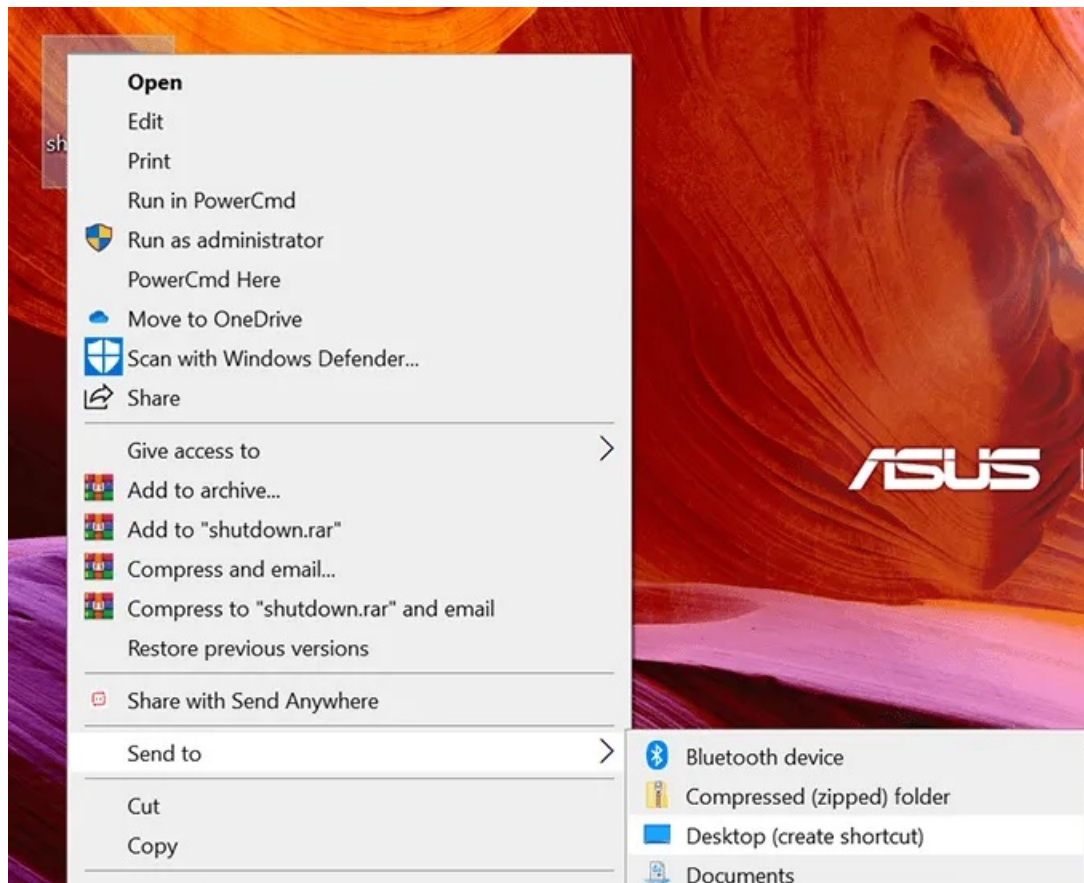 sh
Open
Edit
Print
Run in PowerCmd
Run as administrator
PowerCmd Here
Move to OneDrive
Scan with Windows Defender...
Share
Give access to
Add to archive...
Add to "shutdown.rar"
Compress and email...
Compress to "shutdown.rar" and email
Restore previous versions
Share with Send Anywhere
Send to
Cut
Copy
Bluetooth device
Compressed (zipped) folder
Desktop (create shortcut)
Documents
ASUS